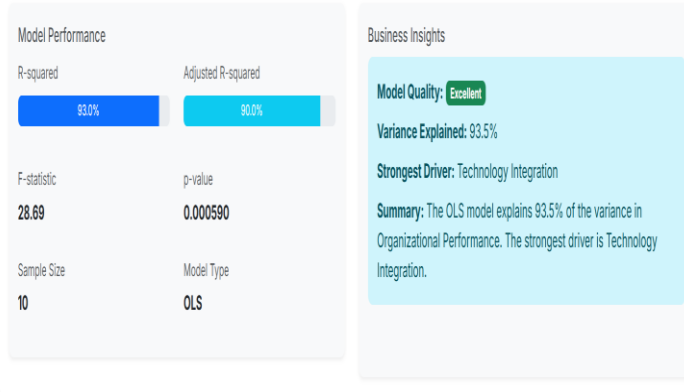 Model Performance
R-squared
Adjusted R-squared
93.0%
90.0%
F-statistic
p-value
28.69
0.000590
Sample Size
Model Type
10
OLS
Business Insights
Model Quality: Excellent
Variance Explained: 93.5%
Strongest Driver: Technology Integration
Summary: The OLS model explains 93.5% of the variance in
Organizational Performance. The strongest driver is Technology
Integration.